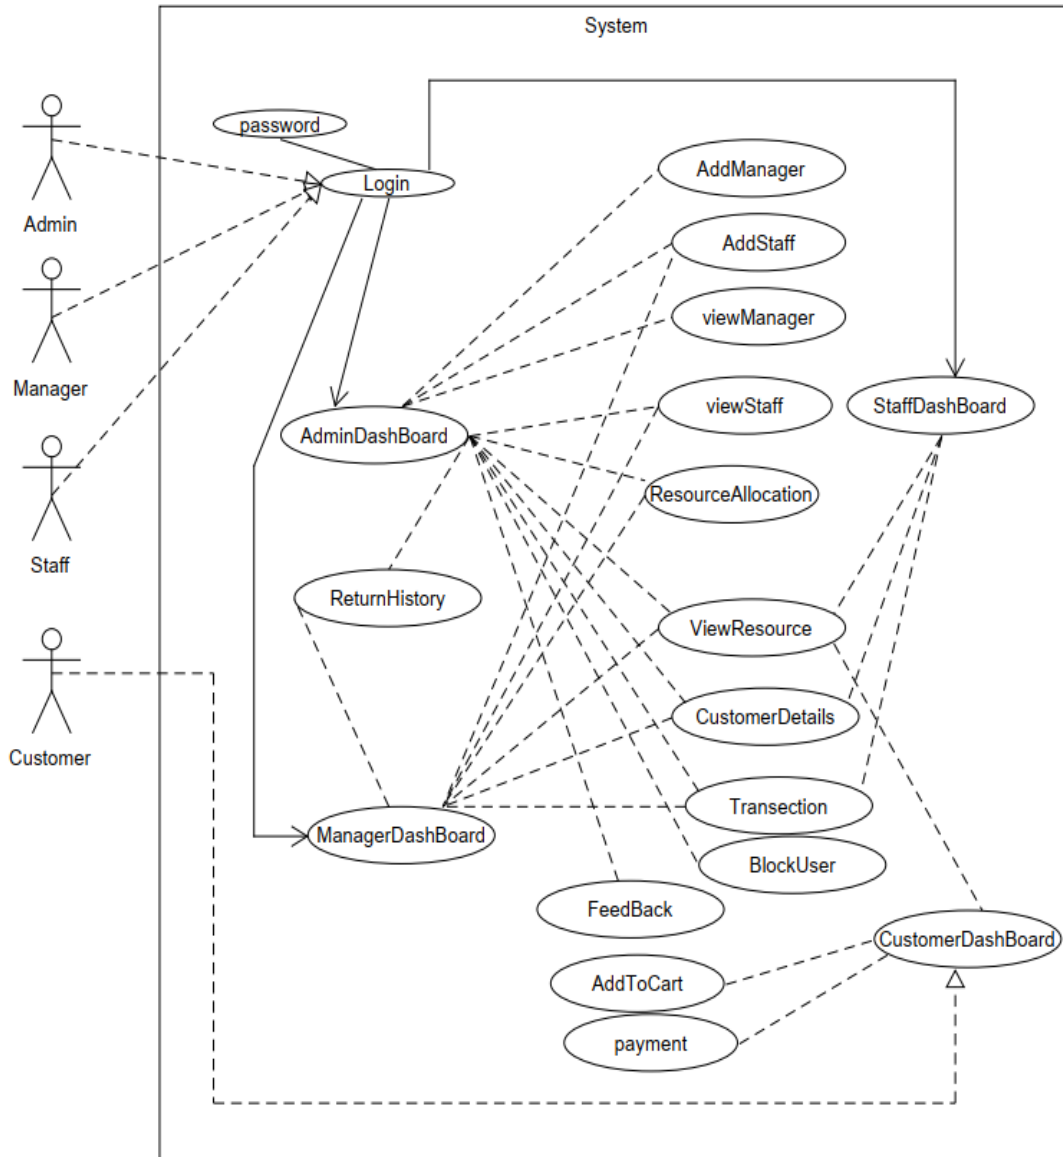 System
password
Login
Admin
AddManager
AddStaff
viewManager
Manager
AdminDashBoard
viewStaff
StaffDashBoard
ResourceAllocation
Staff
ReturnHistory
ViewResource
CustomerDetails
Customer
Transection
ManagerDashBoard
BlockUser
FeedBack
CustomerDashBoard
AddToCart
payment